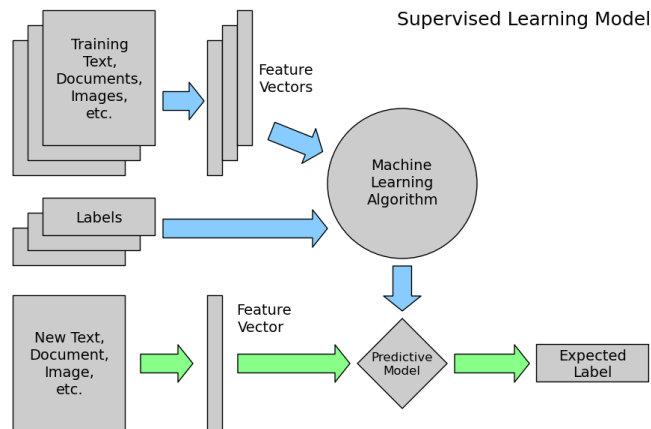 Supervised Learning Model
Training
Text,
Documents,
Images,
etc.
Feature
Vectors
Machine
Learning
Algorithm
Labels
New Text,
Document,
Image,
etc.
Feature
Vector
Predictive
Model
Expected
Label